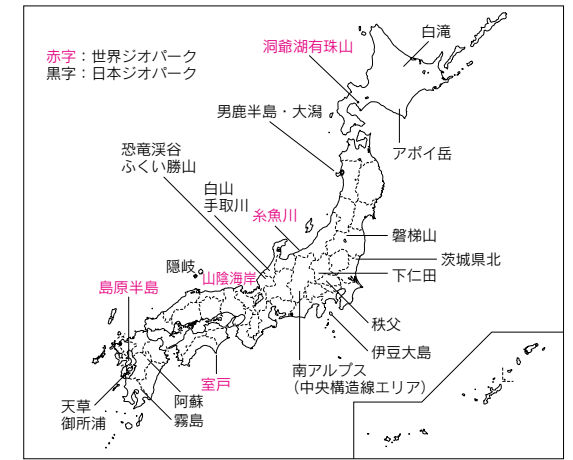 赤字：世界ジオパーク
黒字：日本ジオパーク
洞爺湖有珠山
白滝
男鹿半島・大潟
アポイ岳
恐竜渓谷
ふくい勝山
白山
手取川
糸魚川
磐梯山
茨城県北
隠岐
山陰海岸
下仁田
島原半島
秩父
伊豆大島
南アルプス
（中央構造線エリア）
室戸
天草
御所浦
阿蘇
霧島